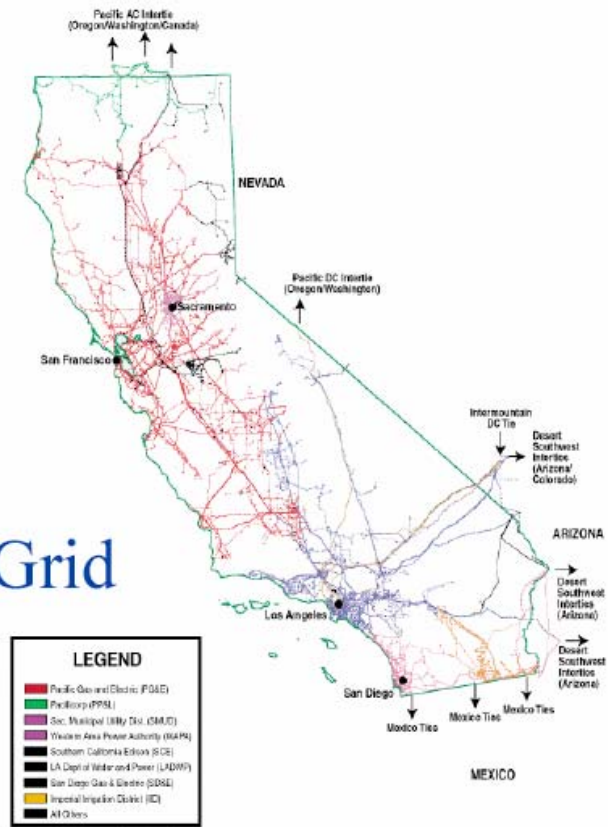 Pacific AC Intertie
(Oregon/Washington/Canada)
NEVADA
Pacific DC Intertie
(Oregon/Washington)
Sacramento
San Francisco
Intermountain
DC Tie
Desert
Southwest
Interties
(Arizona/
Colorado)
ARIZONA
Grid
Desert
Southwest
Interties
(Arizona)
Los Angeles
Desert
Southwest
Interties
(Arizona)
San Diego
Mexico Ties
Mexico Ties
Mexico Ties
MEXICO
LEGEND
Pacific Gas and Electric (PG&E)
Pacificorp (PP&L)
Sac. Municipal Utility Dist. (SMUD)
Western Area Power Authority (WAPA)
Southern California Edison (SCE)
LA Dept of Water and Power (LADWP)
San Diego Gas & Electric (SDG&E)
Imperial Irrigation District (IID)
All Others